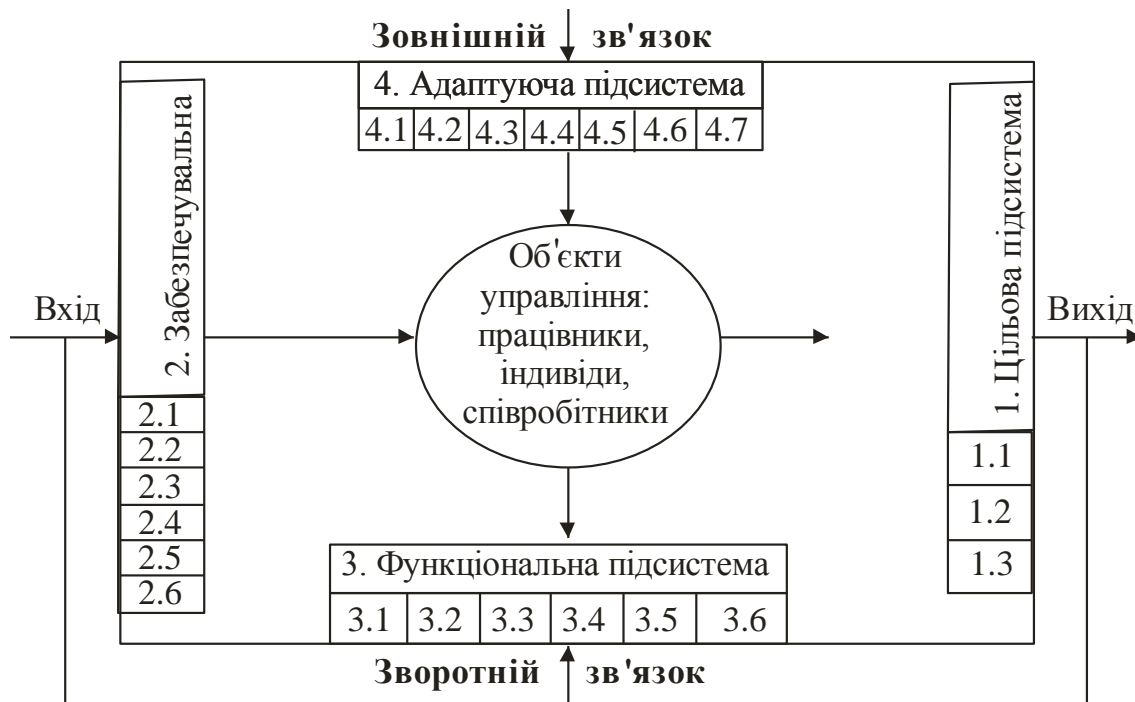 Зовнішній зв'язок
4. Адаптуюча підсистема
4.1 4.2 4.3 4.4 4.5 4.6 4.7
Вхід
2. Забезпечувальна
2.1
2.2
2.3
2.4
2.5
2.6
Об'єкти
управління:
працівники,
індивіди,
співробітники
1. Цільова підсистема
1.1
1.2
1.3
Вихід
3. Функціональна підсистема
3.1 3.2 3.3 3.4 3.5 3.6
Зворотній зв'язок